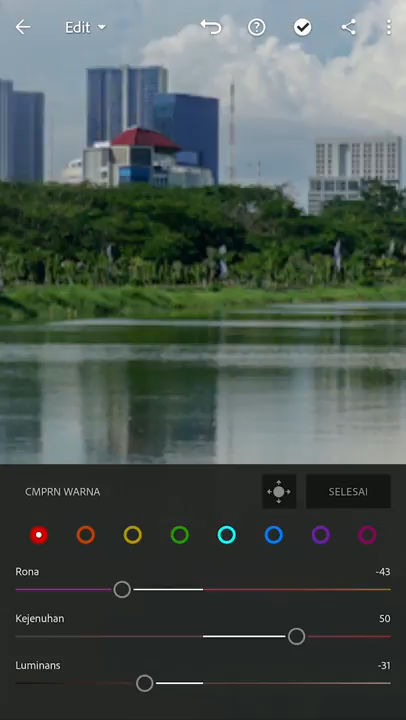 Edit
CMPRN WARNA
SELESAI
Rona -43
Kejenuhan 50
Luminans -31